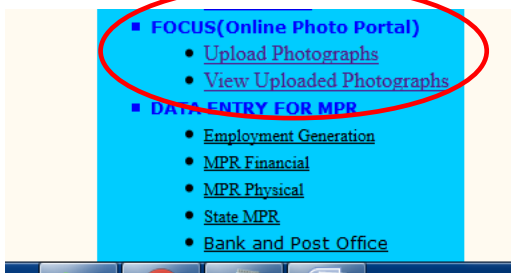 FOCUS(Online Photo Portal)
Upload Photographs
View Uploaded Photographs
DATA ENTRY FOR MPR
Employment Generation
MPR Financial
MPR Physical
State MPR
Bank and Post Office